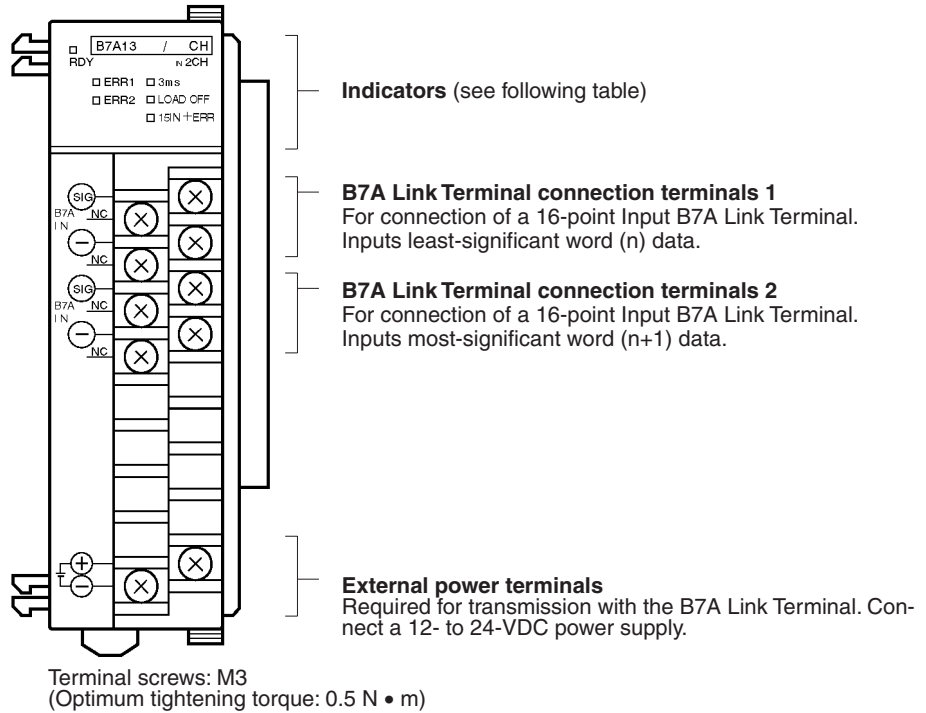 B7A13 / CH
RDY
IN 2CH
ERR1 3ms
ERR2 LOAD OFF
15IN+ERR
Indicators (see following table)
SIG
B7A
IN
NC
NC
B7A Link Terminal connection terminals 1
For connection of a 16-point Input B7A Link Terminal.
Inputs least-significant word (n) data.
SIG
B7A
IN
NC
NC
B7A Link Terminal connection terminals 2
For connection of a 16-point Input B7A Link Terminal.
Inputs most-significant word (n+1) data.
+
−
External power terminals
Required for transmission with the B7A Link Terminal. Con-
nect a 12- to 24-VDC power supply.
Terminal screws: M3
(Optimum tightening torque: 0.5 N • m)